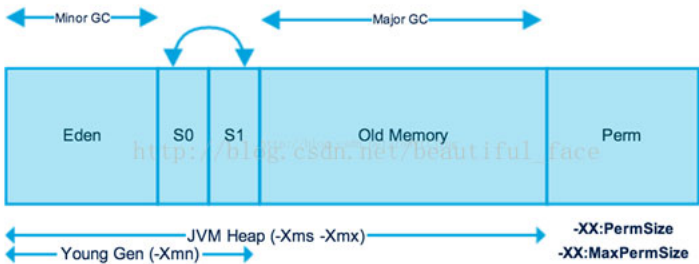 Minor GC
Major GC
Eden
S0
S1
Old Memory
Perm
http://blog.csdn.net/beautiful_face
JVM Heap (-Xms -Xmx)
-XX:PermSize
Young Gen (-Xmn)
-XX:MaxPermSize